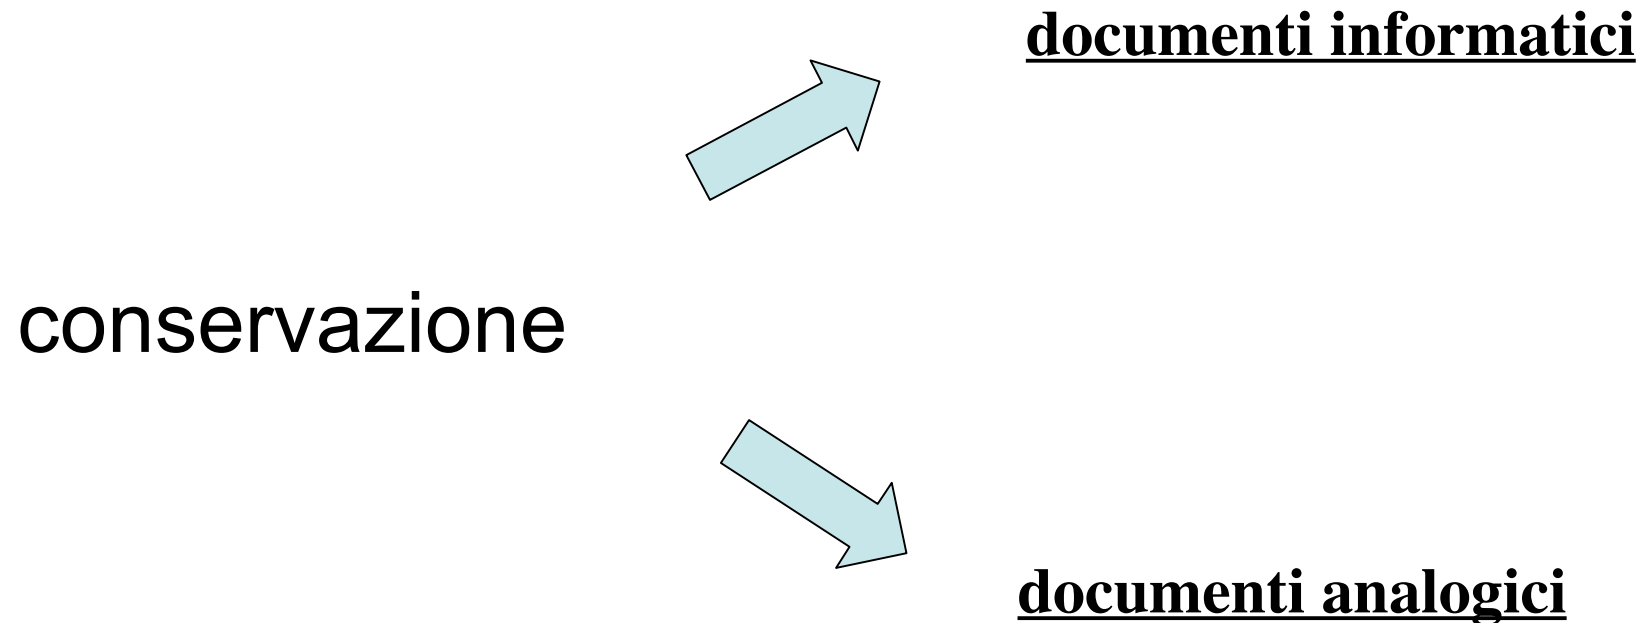 documenti informatici
conservazione
documenti analogici